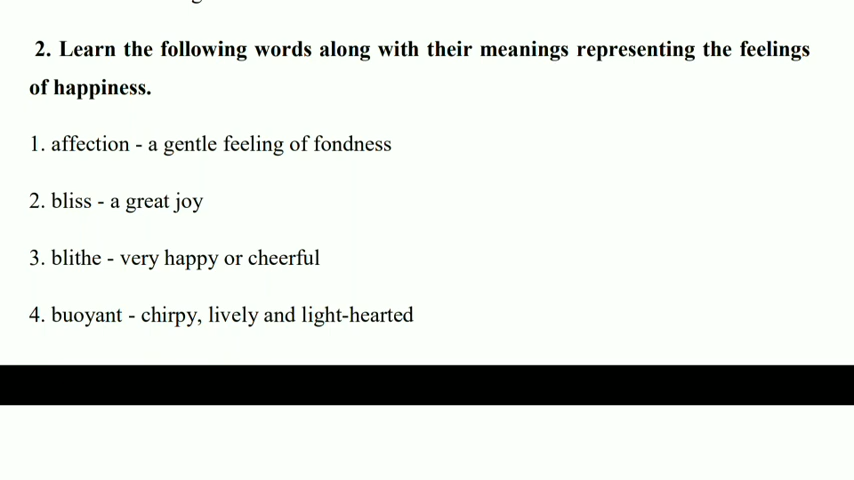 2. Learn the following words along with their meanings representing the feelings
of happiness.
1. affection - a gentle feeling of fondness
2. bliss - a great joy
3. blithe - very happy or cheerful
4. buoyant - chirpy, lively and light-hearted